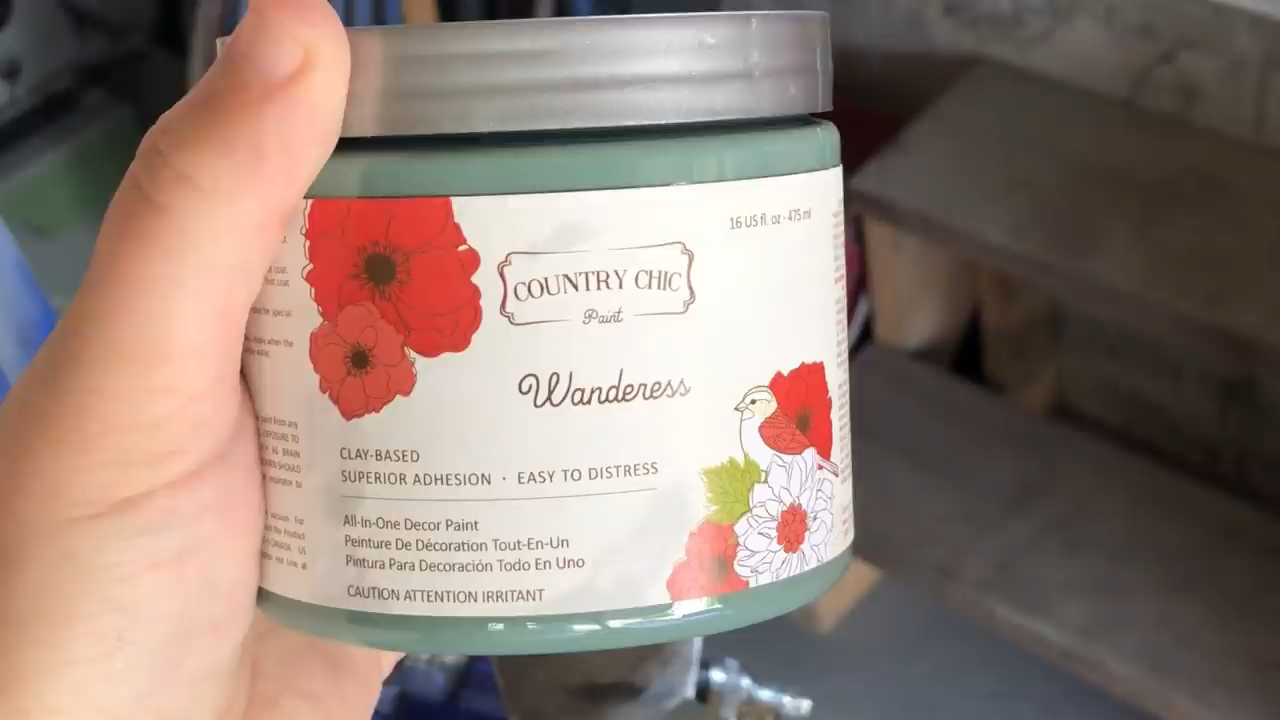 16 US fl. oz - 475 ml
COUNTRY CHIC
Paint
Wanderess
CLAY-BASED
SUPERIOR ADHESION · EASY TO DISTRESS
All-In-One Decor Paint
Peinture De Décoration Tout-En-Un
Pintura Para Decoración Todo En Uno
CAUTION ATTENTION IRRITANT